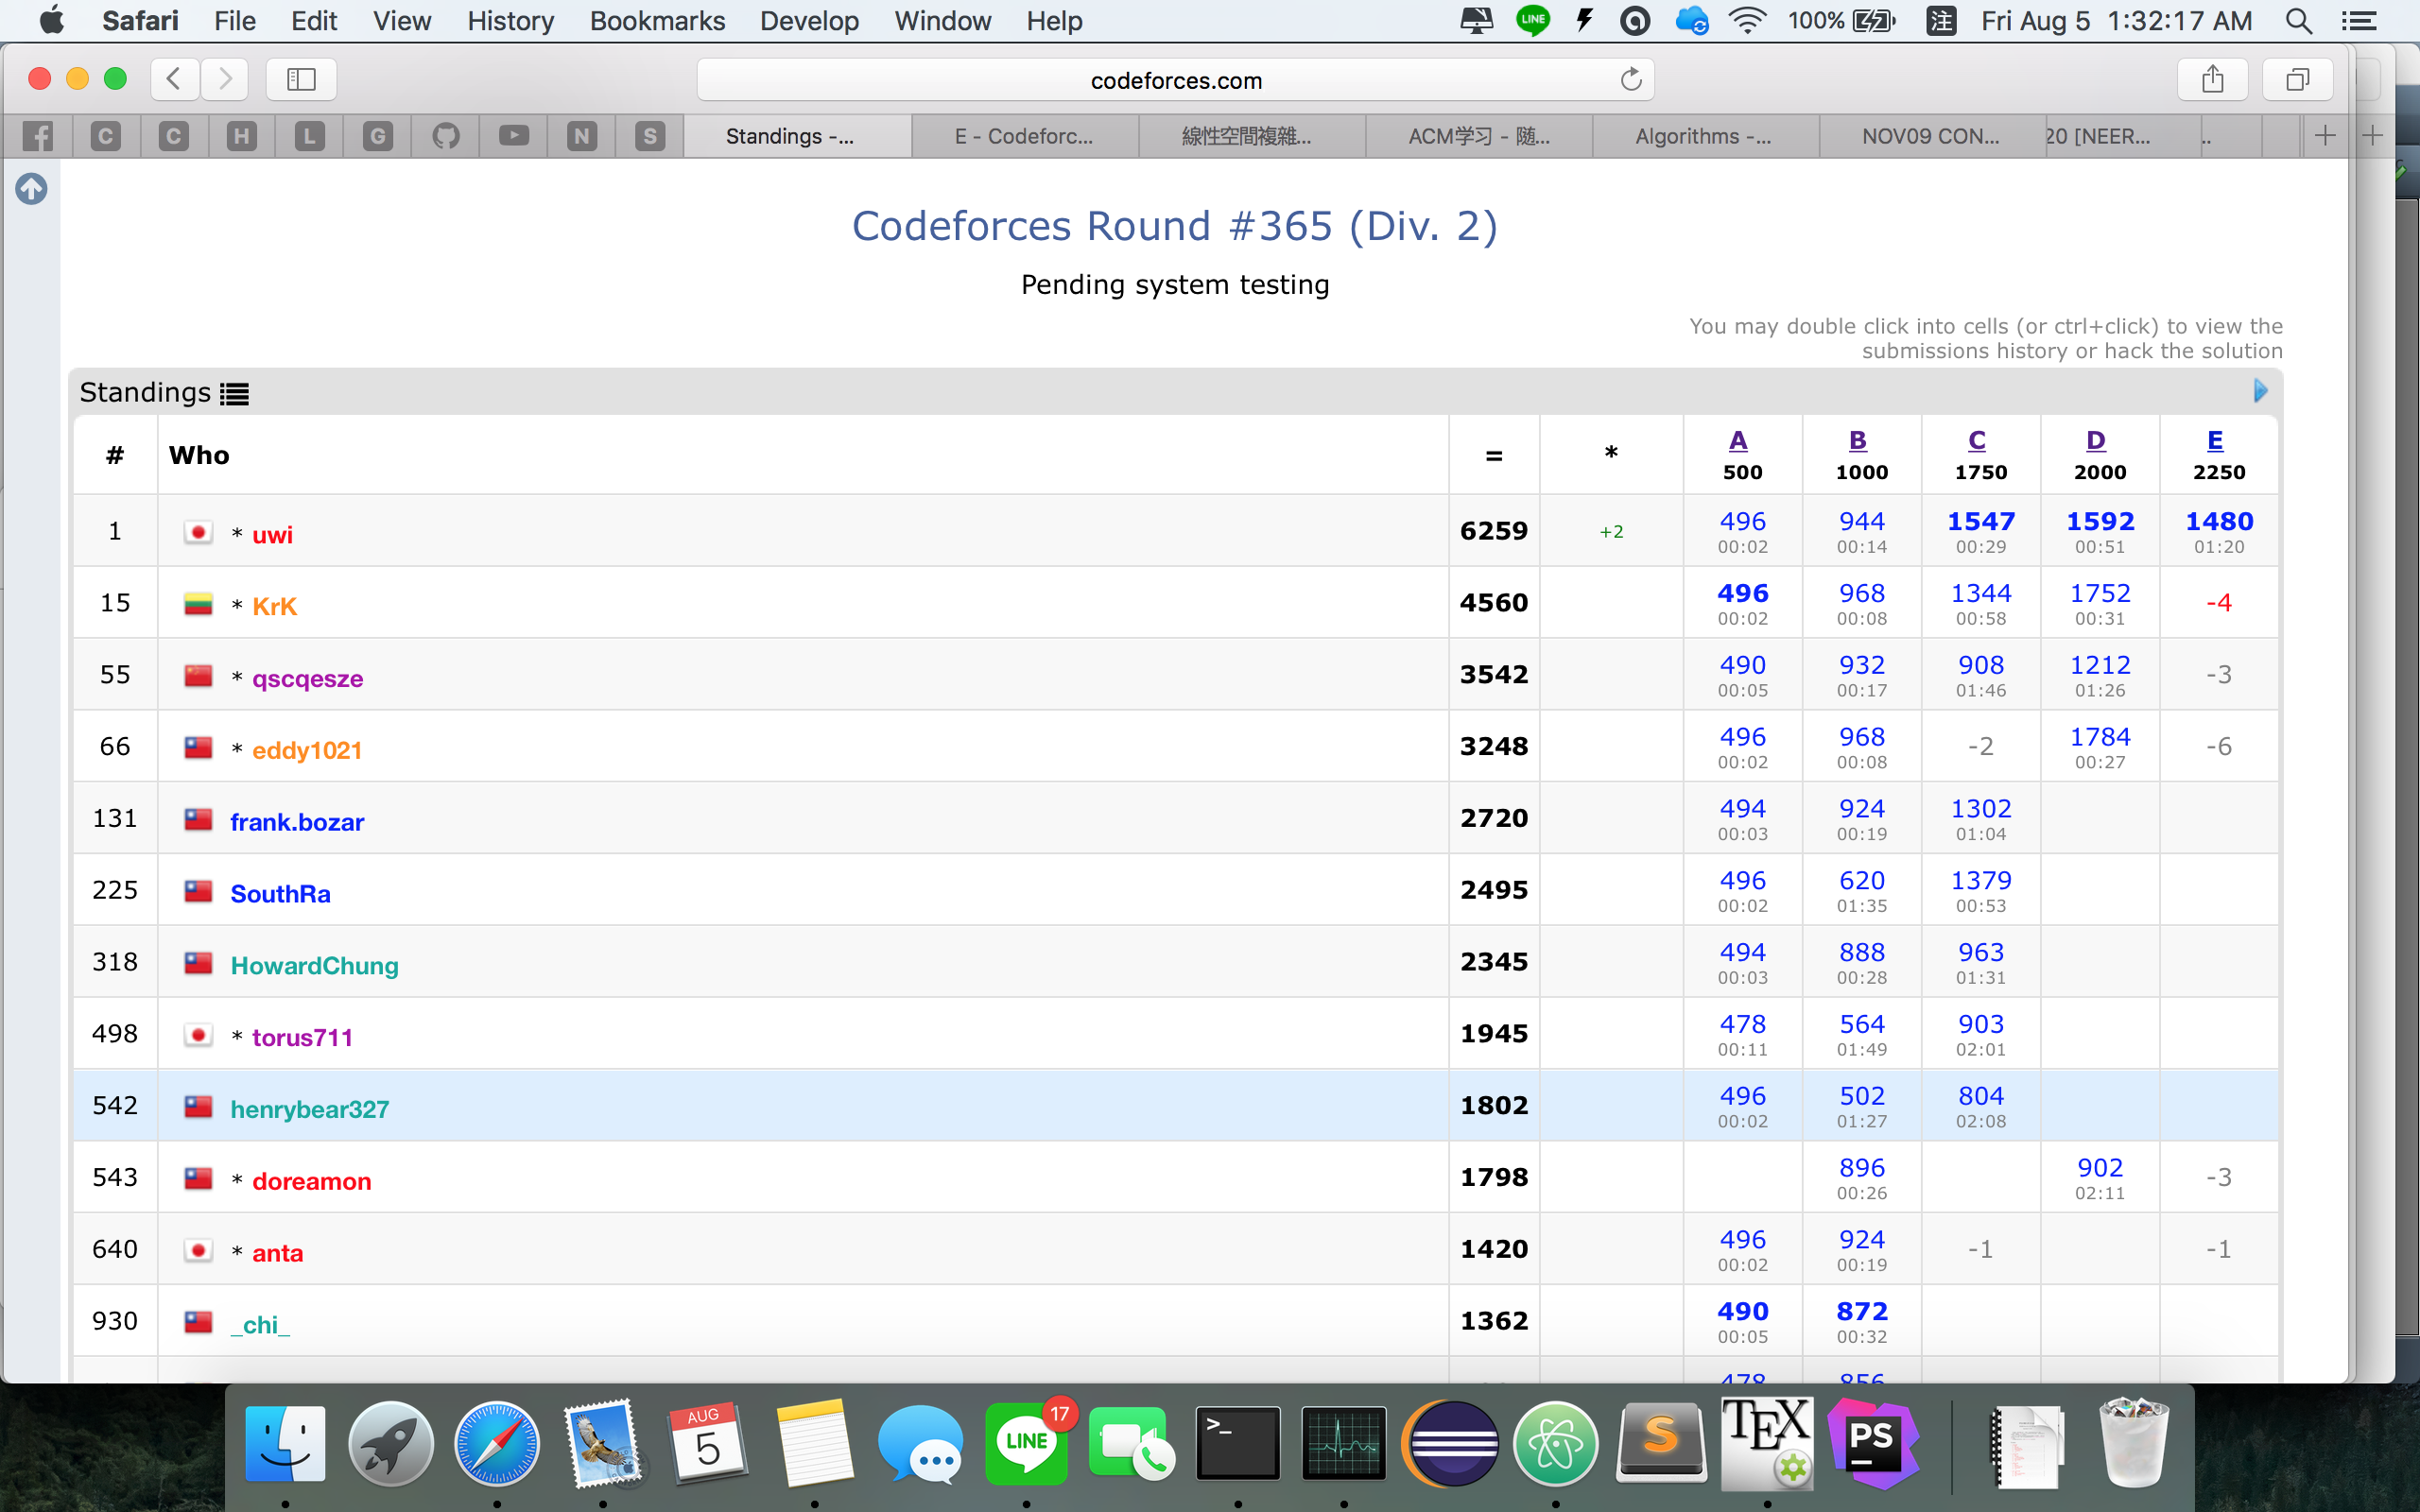 Safari File Edit View History Bookmarks Develop Window Help LINE 100% 注 Fri Aug 5 1:32:17 AM
codeforces.com
C C H L G N S Standings -... E - Codeforc... 線性空間複雜... ACM学习 - 随... Algorithms -... NOV09 CON... 20 [NEER... ..
Codeforces Round #365 (Div. 2)
Pending system testing
You may double click into cells (or ctrl+click) to view the
submissions history or hack the solution
Standings
# Who = * A B C D E
500 1000 1750 2000 2250
1 * uwi 6259 +2 496 944 1547 1592 1480
00:02 00:14 00:29 00:51 01:20
15 * KrK 4560 496 968 1344 1752 -4
00:02 00:08 00:58 00:31
55 * qscqesze 3542 490 932 908 1212 -3
00:05 00:17 01:46 01:26
66 * eddy1021 3248 496 968 -2 1784 -6
00:02 00:08 00:27
131 frank.bozar 2720 494 924 1302
00:03 00:19 01:04
225 SouthRa 2495 496 620 1379
00:02 01:35 00:53
318 HowardChung 2345 494 888 963
00:03 00:28 01:31
498 * torus711 1945 478 564 903
00:11 01:49 02:01
542 henrybear327 1802 496 502 804
00:02 01:27 02:08
543 * doreamon 1798 896 902 -3
00:26 02:11
640 * anta 1420 496 924 -1 -1
00:02 00:19
930 _chi_ 1362 490 872
00:05 00:32
478 856
AUG 17
5 LINE >_ S TEX PS